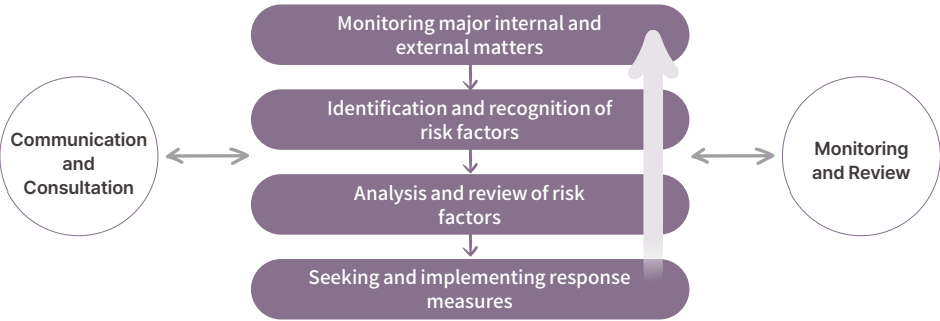 Monitoring major internal and
external matters
Identification and recognition of
risk factors
Communication
and
Consultation
Monitoring
and Review
Analysis and review of risk
factors
Seeking and implementing response
measures